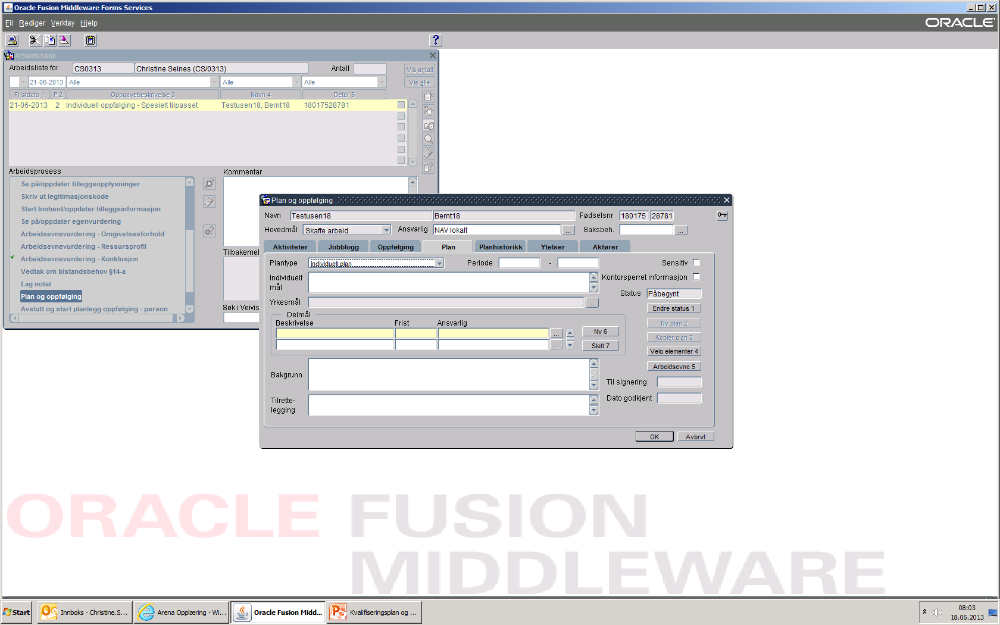 Oracle Fusion Middleware Forms Services
Fil Rediger Verktøy Hjelp
ORACLE
Arbeidsbenk
Arbeidsliste for CS0313 Christine Selnes (CS/0313) Antall Vis antall
21-06-2013 Alle Alle Alle Vis alle
Fristdato 1 P 2 Oppgavebeskrivelse 3 Navn 4 Detalj 5
21-06-2013 2 Individuell oppfølging - Spesielt tilpasset Testusen18, Bernt18 18017528781
Arbeidsprosess
Se på/oppdater tilleggsopplysninger
Skriv ut legitimasjonskode
Start Innhent/oppdater tilleggsinformasjon
Se på/oppdater egenvurdering
Arbeidsevnevurdering - Omgivelsesforhold
Arbeidsevnevurdering - Ressursprofil
Arbeidsevnevurdering - Konklusjon
Vedtak om bistandsbehov §14-a
Lag notat
Plan og oppfølging
Avslutt og start planlegg oppfølging - person
Kommentar
Tilbakemel
Søk i Veivis
Plan og oppfølging
Navn Testusen18 Bernt18 Fødselsnr 180175 28781
Hovedmål Skaffe arbeid Ansvarlig NAV lokalt ... Saksbeh. ...
Aktiviteter Jobblogg Oppfølging Plan Planhistorikk Ytelser Aktører
Plantype Individuell plan Periode - Sensitiv
Individuelt mål
Kontorsperret informasjon
Status Påbegynt
Yrkesmål ...
Endre status 1
Delmål
Beskrivelse Frist Ansvarlig
Ny plan 2
... Ny 6
Kopier plan 3
... Slett 7
Velg elementer 4
Arbeidsevne 5
Bakgrunn
Til signering
Dato godkjent
Tilrette-
legging
OK Avbryt
ORACLE FUSION
MIDDLEWARE
Start Innboks - Christine.S... Arena Opplæring - Wi... Oracle Fusion Midd... Kvalifiseringsplan og ...
08:03
18.06.2013